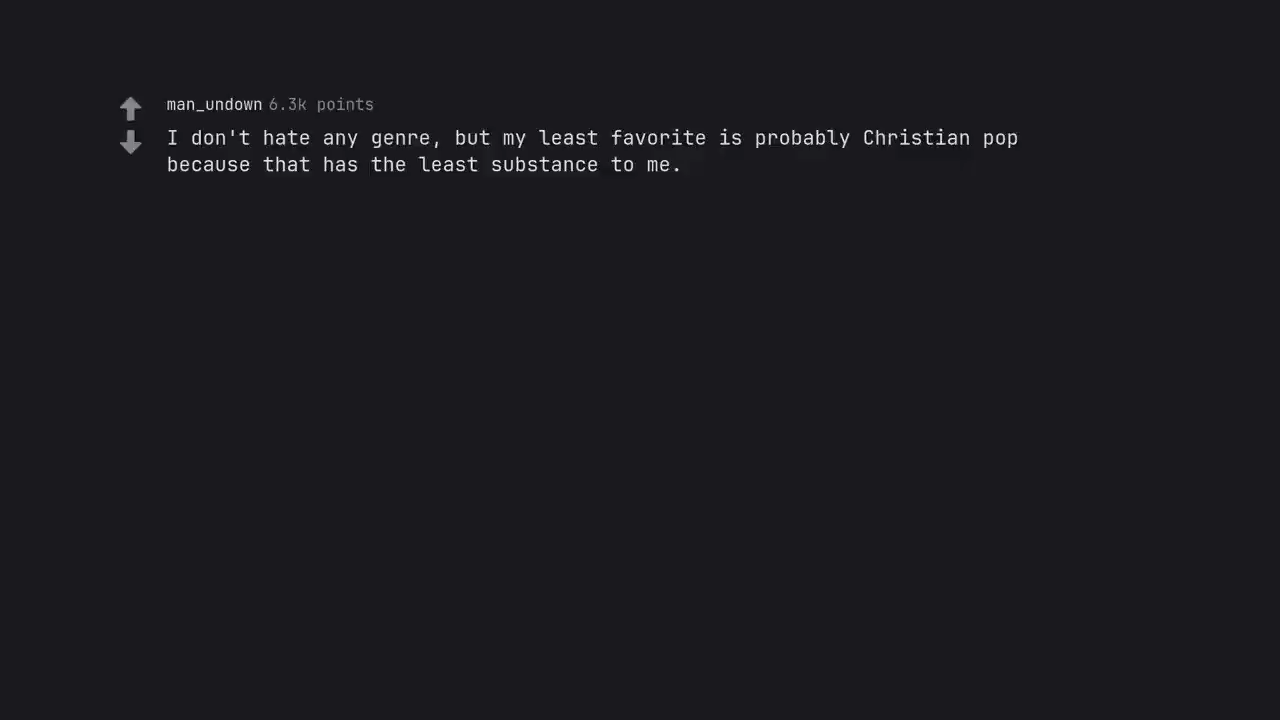 man_undown 6.3k points
I don't hate any genre, but my least favorite is probably Christian pop
because that has the least substance to me.